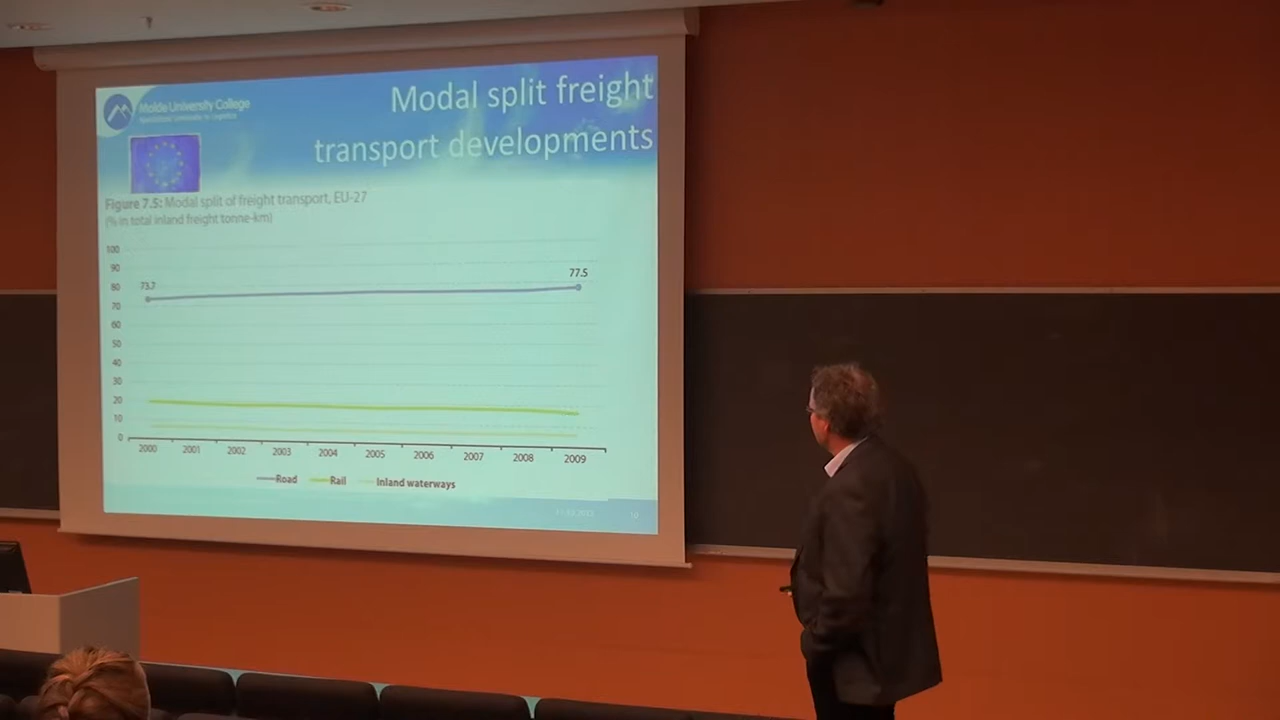 Molde University College
Modal split freight
transport developments
Figure 7.5: Modal split of freight transport, EU-27
(% in total inland freight tonne-km)
100
90
80
70
60
50
40
30
20
10
0
73.7
77.5
2000 2001 2002 2003 2004 2005 2006 2007 2008 2009
Road Rail Inland waterways
10